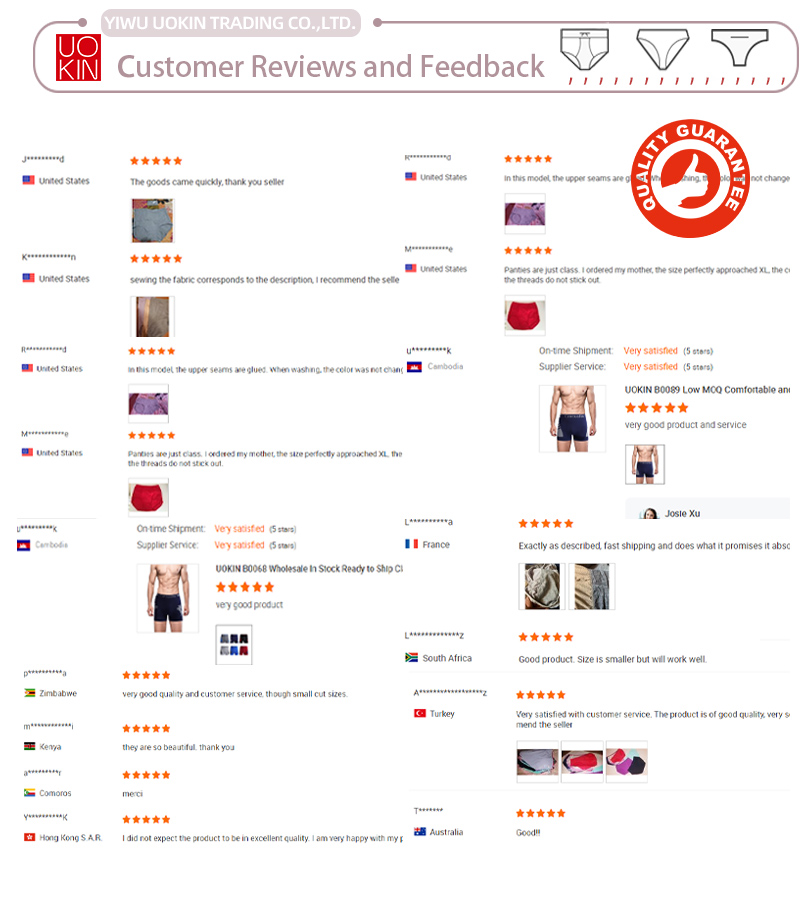 YIWU UOKIN TRADING CO.,LTD.
UO
KIN
Customer Reviews and Feedback
QUALITY GUARANTEE
J*********d
United States
The goods came quickly, thank you seller
K************n
United States
sewing the fabric corresponds to the description, I recommend the selle
R***********d
United States
In this model, the upper seams are glued. When washing, the color was not chang
M***********e
United States
Panties are just class. I ordered my mother, the size perfectly approached XL, the
the threads do not stick out.
u*********k
Cambodia
On-time Shipment: Very satisfied (5 stars)
Supplier Service: Very satisfied (5 stars)
UOKIN B0068 Wholesale In Stock Ready to Ship
very good product
p**********a
Zimbabwe
very good quality and customer service, though small cut sizes.
m************i
Kenya
they are so beautiful. thank you
a*********r
Comoros
merci
Y**********K
Hong Kong S.A.R.
I did not expect the product to be in excellent quality. I am very happy with my
R***********d
United States
In this model, the upper seams are not change
M***********e
United States
Panties are just class. I ordered my mother, the size perfectly approached XL, the c
the threads do not stick out.
u*********k
Cambodia
On-time Shipment: Very satisfied (5 stars)
Supplier Service: Very satisfied (5 stars)
UOKIN B0089 Low MOQ Comfortable an
very good product and service
Josie Xu
L**********a
France
Exactly as described, fast shipping and does what it promises it abso
L*************z
South Africa
Good product. Size is smaller but will work well.
A******************z
Turkey
Very satisfied with customer service. The product is of good quality, very s
mend the seller
T*******
Australia
Good!!